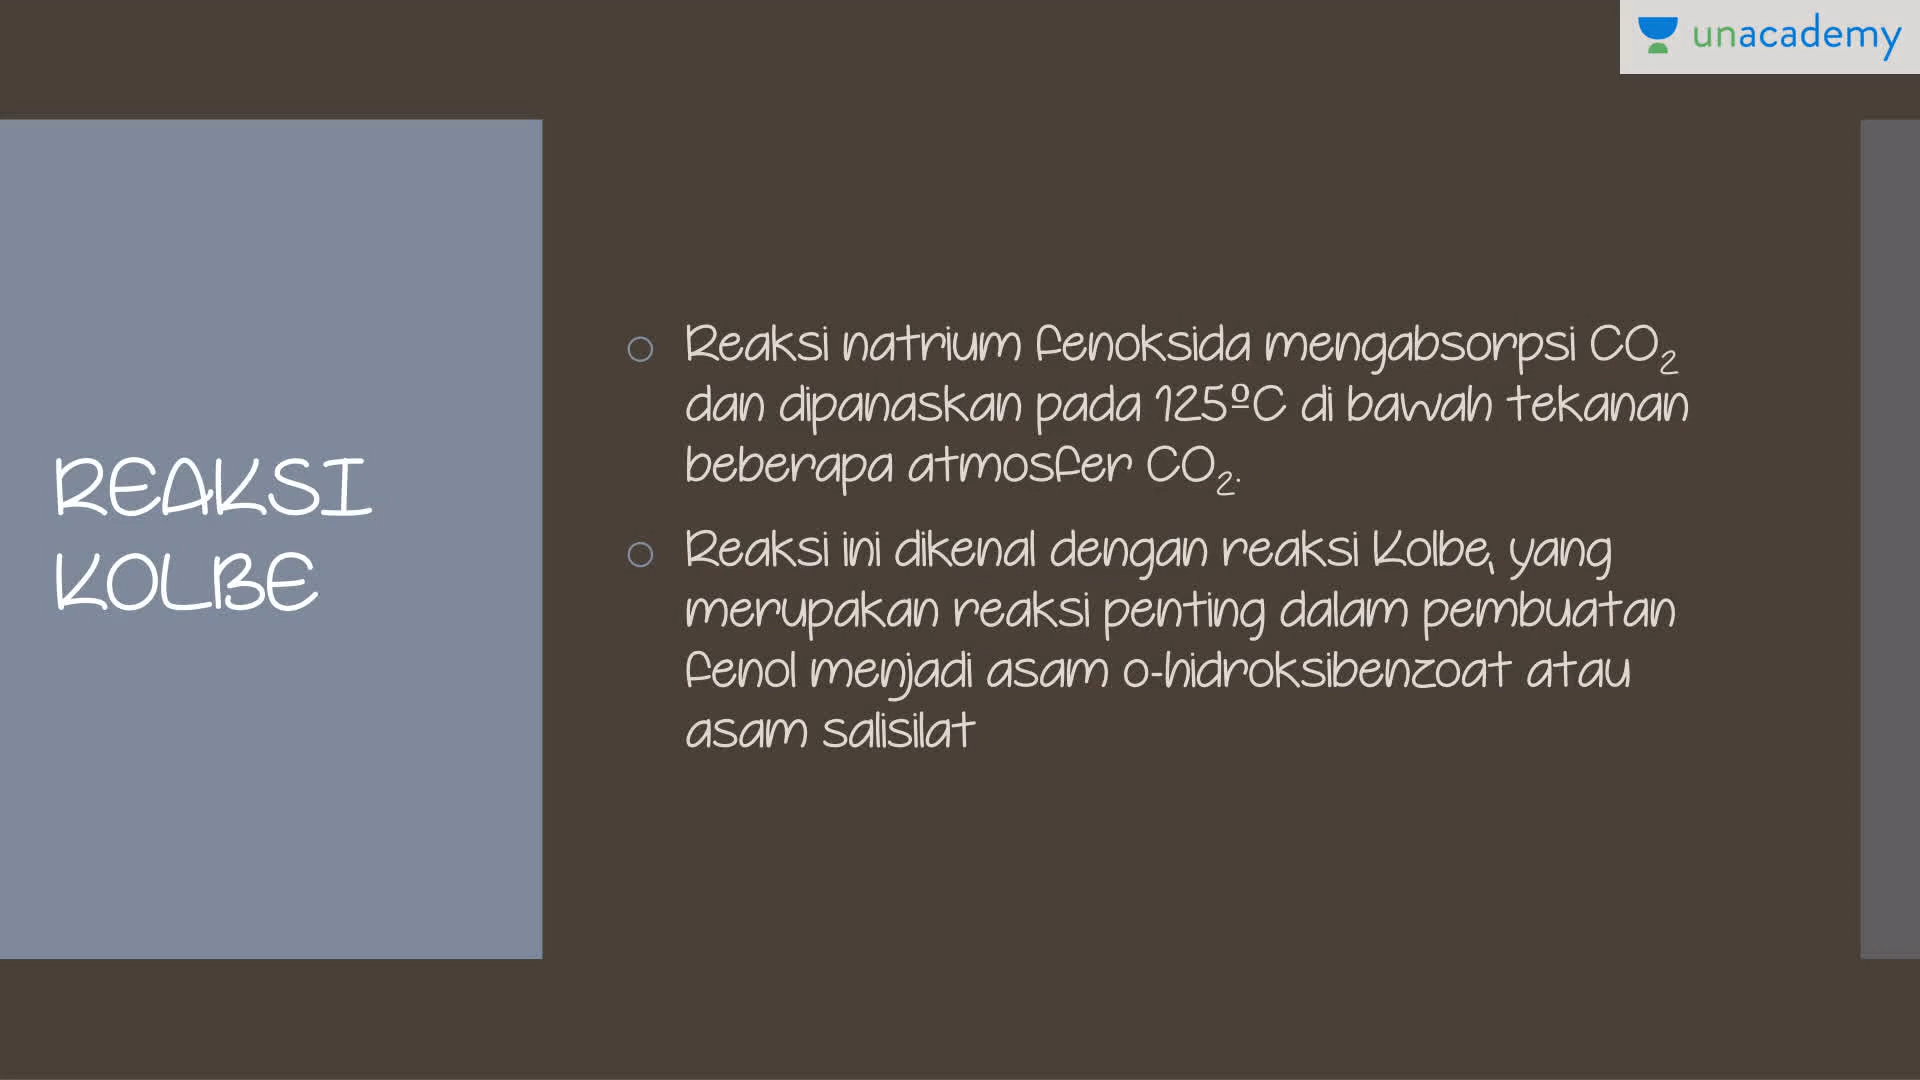 unacademy
REAKSI
KOLBE
Reaksi natrium fenoksida mengabsorpsi CO₂
dan dipanaskan pada 125ºC di bawah tekanan
beberapa atmosfer CO₂.
Reaksi ini dikenal dengan reaksi Kolbe, yang
merupakan reaksi penting dalam pembuatan
fenol menjadi asam o-hidroksibenzoat atau
asam salisilat